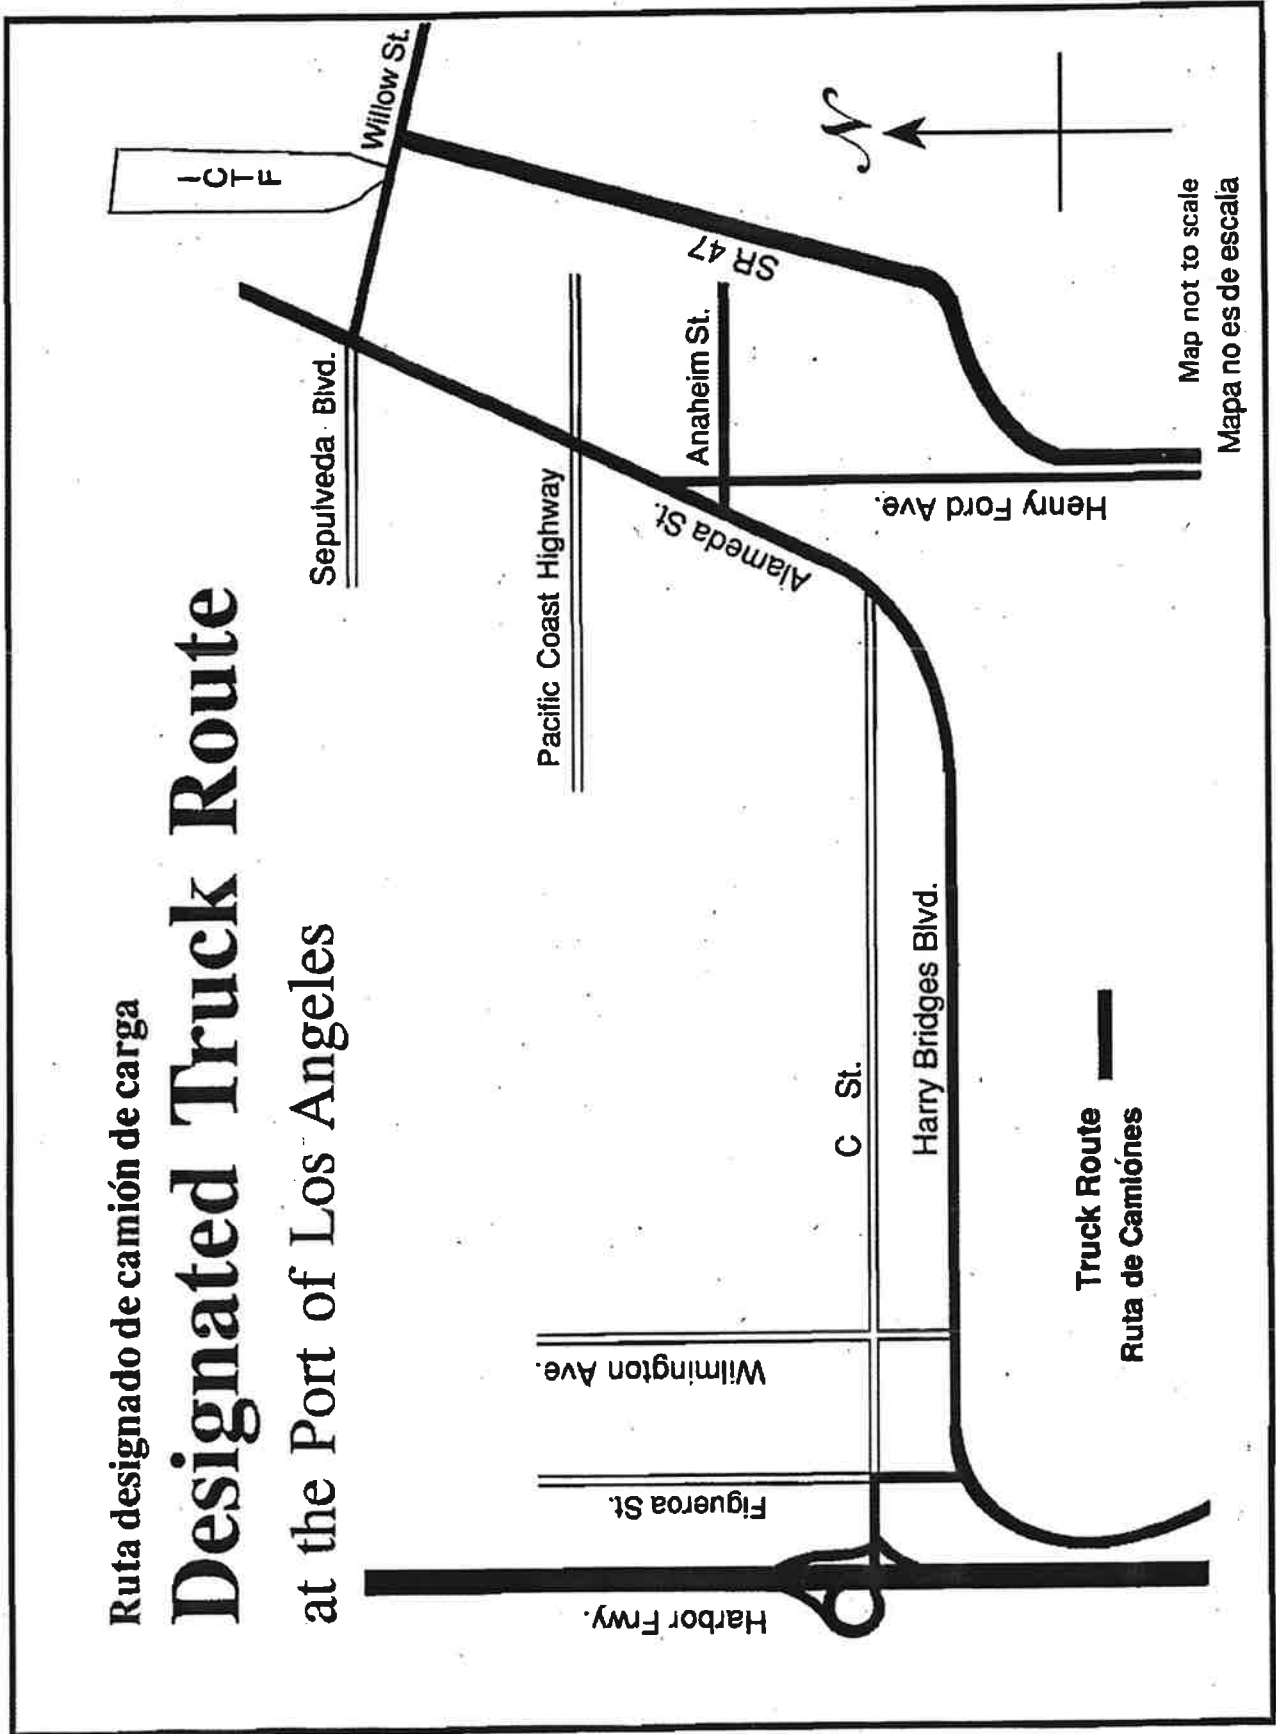 Ruta designado de camión de carga
Designated Truck Route
at the Port of Los Angeles
I
C
T
F
Willow St.
Sepulveda Blvd.
Pacific Coast Highway
Anaheim St.
SR 47
Alameda St.
Henry Ford Ave.
C St.
Harry Bridges Blvd.
Wilmington Ave.
Figueroa St.
Harbor Frwy.
N
Truck Route
Ruta de Camiónes
Map not to scale
Mapa no es de escala